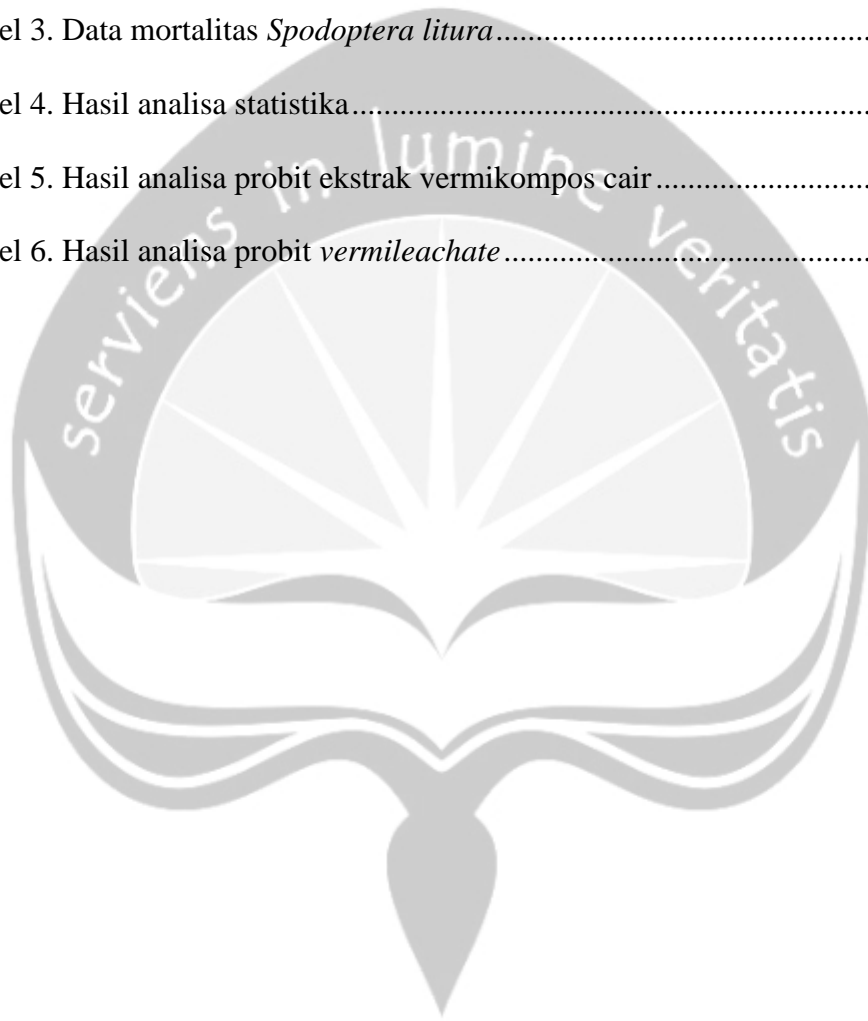 el 3. Data mortalitas Spodoptera litura..........................................................
el 4. Hasil analisa statistika...........................................................................
el 5. Hasil analisa probit ekstrak vermikompos cair...............................
el 6. Hasil analisa probit vermileachate...................................................
serviens in lumine veritatis